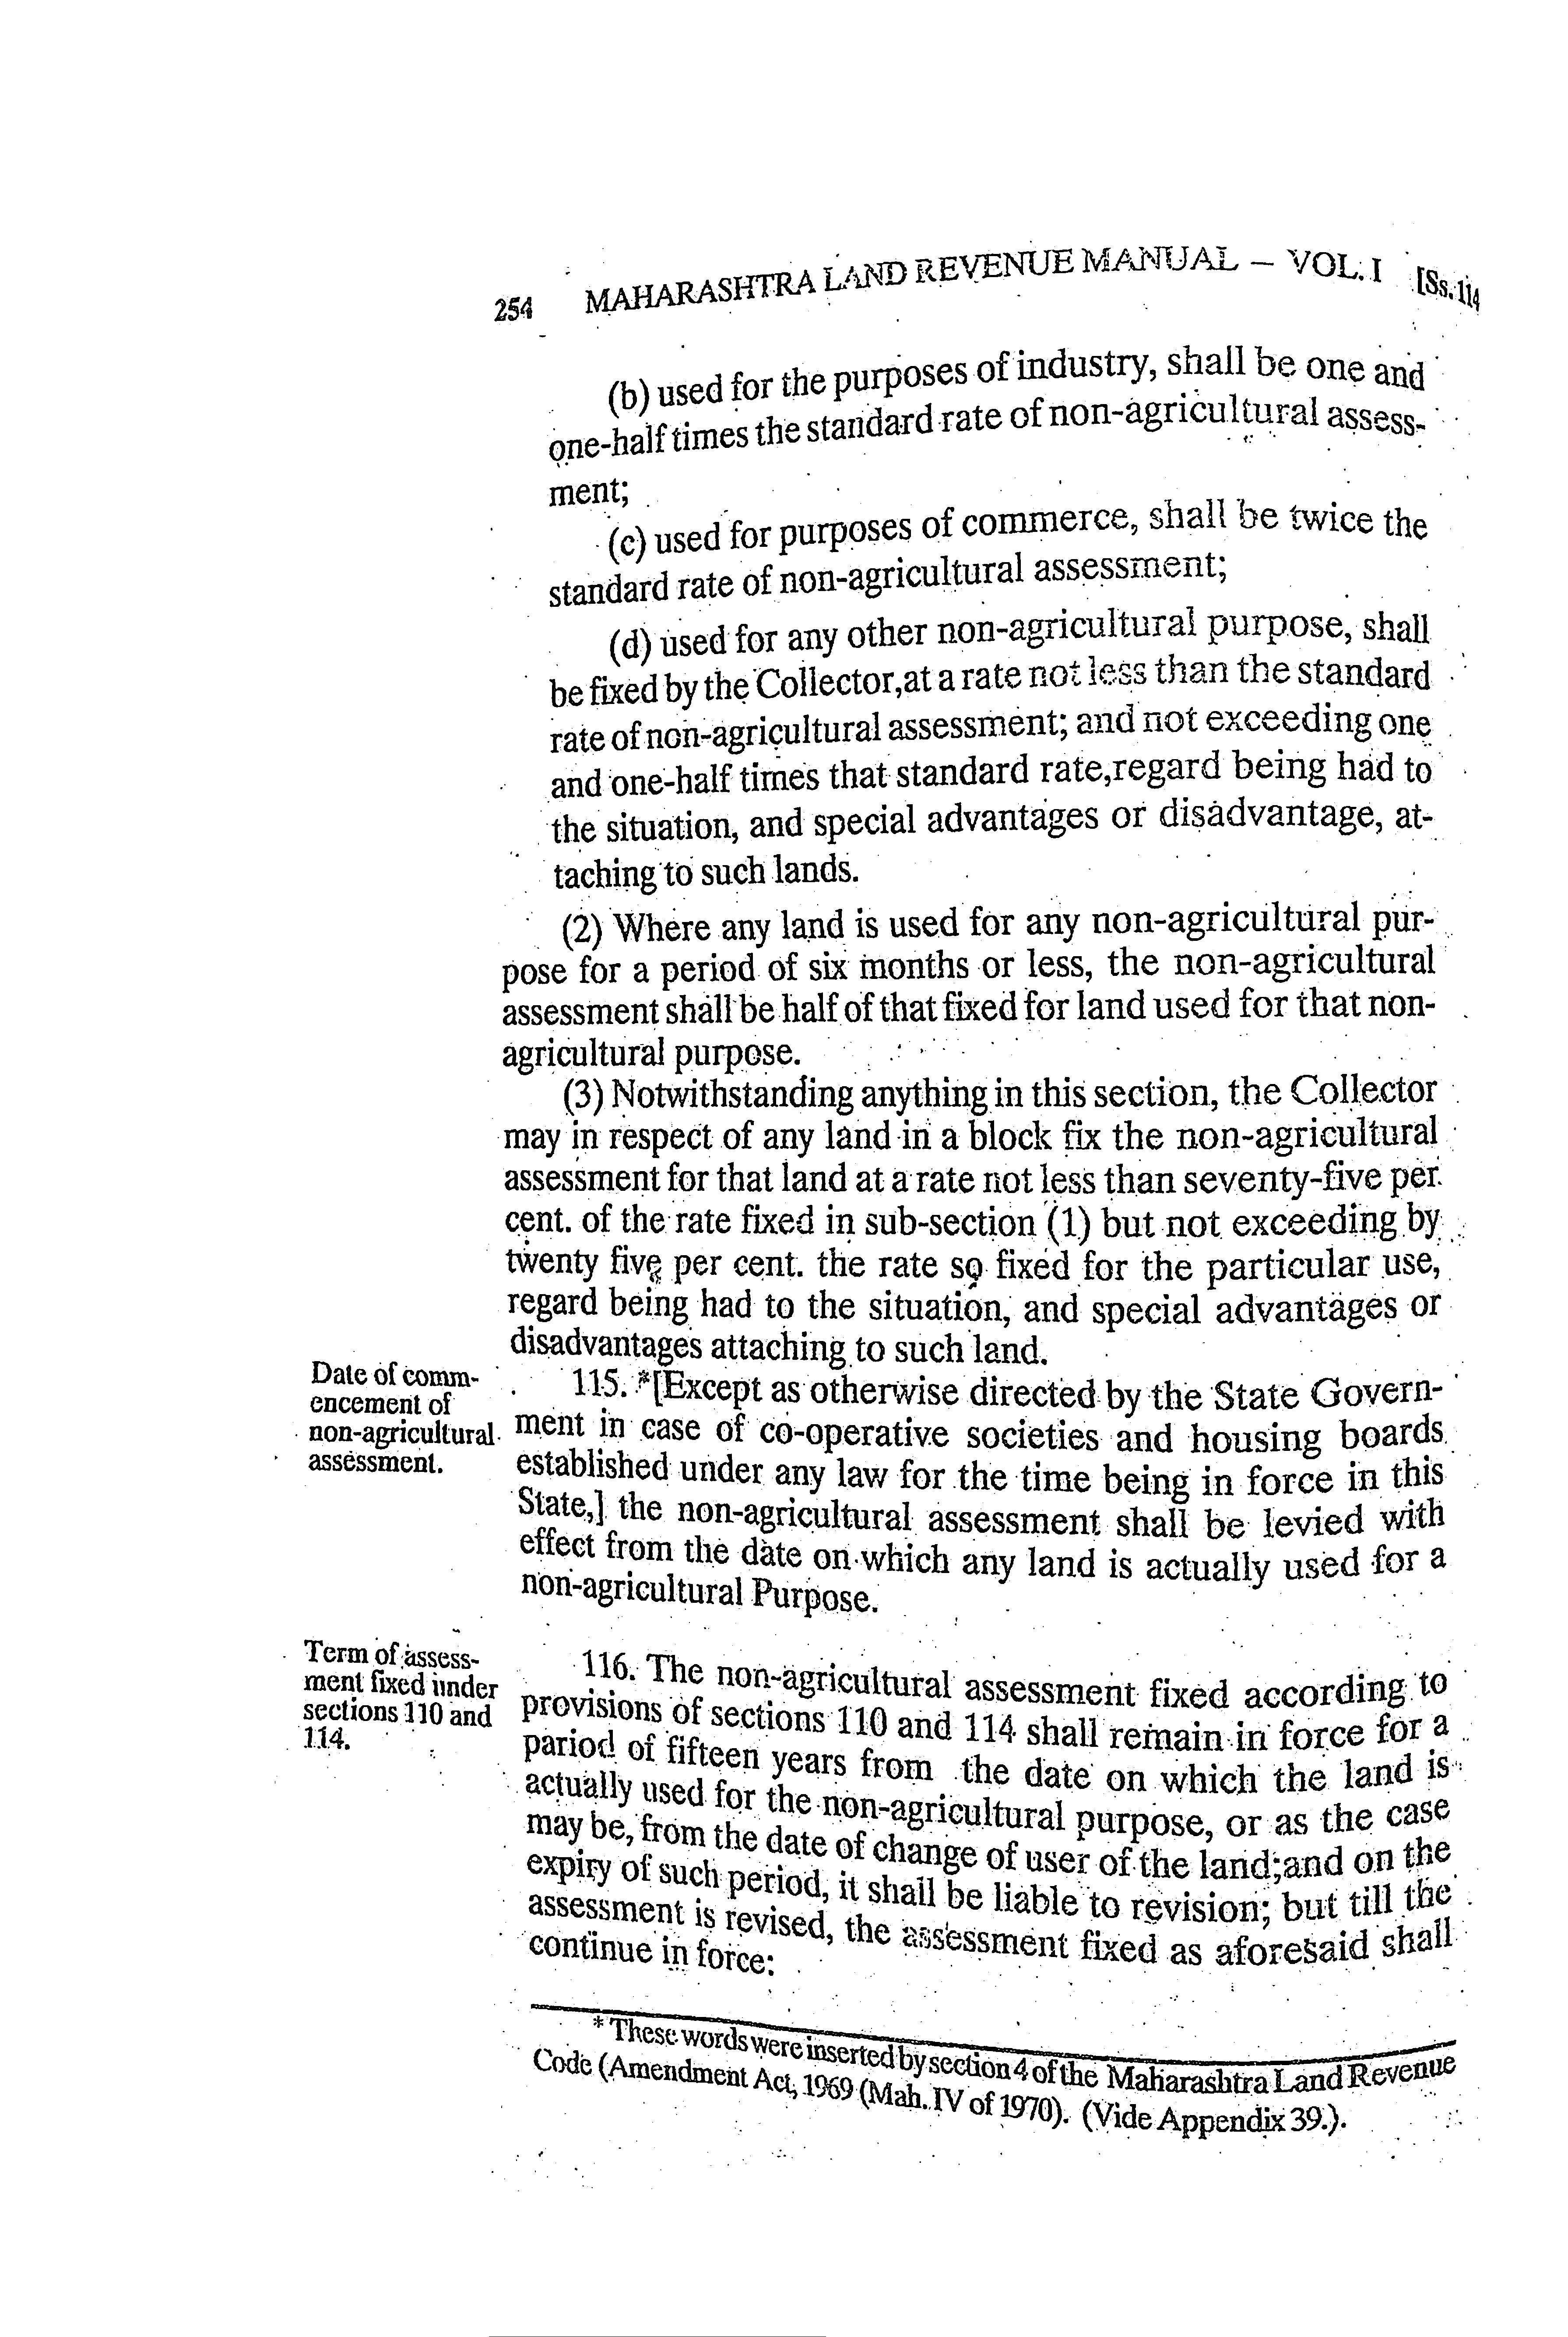 254 MAHARASHTRA LAND REVENUE MANUAL – VOL. I [Ss. 114
(b) used for the purposes of industry, shall be one and
one-half times the standard rate of non-agricultural assess-
ment;
(c) used for purposes of commerce, shall be twice the
standard rate of non-agricultural assessment;
(d) used for any other non-agricultural purpose, shall
be fixed by the Collector,at a rate not less than the standard
rate of non-agricultural assessment; and not exceeding one
and one-half times that standard rate,regard being had to
the situation, and special advantages or disadvantage, at-
taching to such lands.
(2) Where any land is used for any non-agricultural pur-
pose for a period of six months or less, the non-agricultural
assessment shall be half of that fixed for land used for that non-
agricultural purpose.
(3) Notwithstanding anything in this section, the Collector
may in respect of any land in a block fix the non-agricultural
assessment for that land at a rate not less than seventy-five per
cent. of the rate fixed in sub-section (1) but not exceeding by
twenty five per cent. the rate so fixed for the particular use,
regard being had to the situation, and special advantages or
disadvantages attaching to such land.
Date of comm-
encement of
non-agricultural
assessment.
115. *[Except as otherwise directed by the State Govern-
ment in case of co-operative societies and housing boards
established under any law for the time being in force in this
State,] the non-agricultural assessment shall be levied with
effect from the date on which any land is actually used for a
non-agricultural Purpose.
Term of assess-
ment fixed under
sections 110 and
114.
116. The non-agricultural assessment fixed according to
provisions of sections 110 and 114 shall remain in force for a
pariod of fifteen years from the date on which the land is
actually used for the non-agricultural purpose, or as the case
may be, from the date of change of user of the land;and on the
expiry of such period, it shall be liable to revision; but till the
assessment is revised, the assessment fixed as aforesaid shall
continue in force:
* These words were inserted by section 4 of the Maharashtra Land Revenue
Code (Amendment Act, 1969 (Mah. IV of 1970). (Vide Appendix 39.).